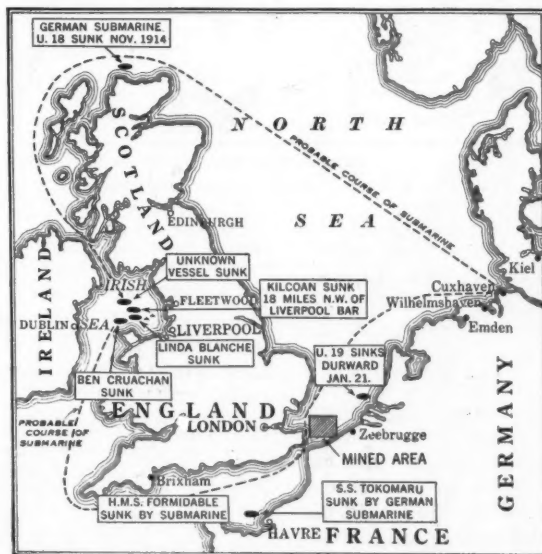 GERMAN SUBMARINE
U. 18 SUNK NOV. 1914
SCOTLAND
NORTH
SEA
PROBABLE COURSE OF SUBMARINE
EDINBURGH
Kiel
UNKNOWN
VESSEL SUNK
IRISH
SEA
IRELAND
DUBLIN
FLEETWOOD
KILCOAN SUNK
18 MILES N.W. OF
LIVERPOOL BAR
LIVERPOOL
LINDA BLANCHE
SUNK
Cuxhaven
Wilhelmshaven
Emden
BEN CRUACHAN
SUNK
U. 19 SINKS
DURWARD
JAN. 21.
ENGLAND
LONDON
Zeebrugge
MINED AREA
GERMANY
PROBABLE
COURSE OF
SUBMARINE
Brixham
H.M.S. FORMIDABLE
SUNK BY SUBMARINE
S.S. TOKOMARU
SUNK BY GERMAN
SUBMARINE
HAVRE
FRANCE